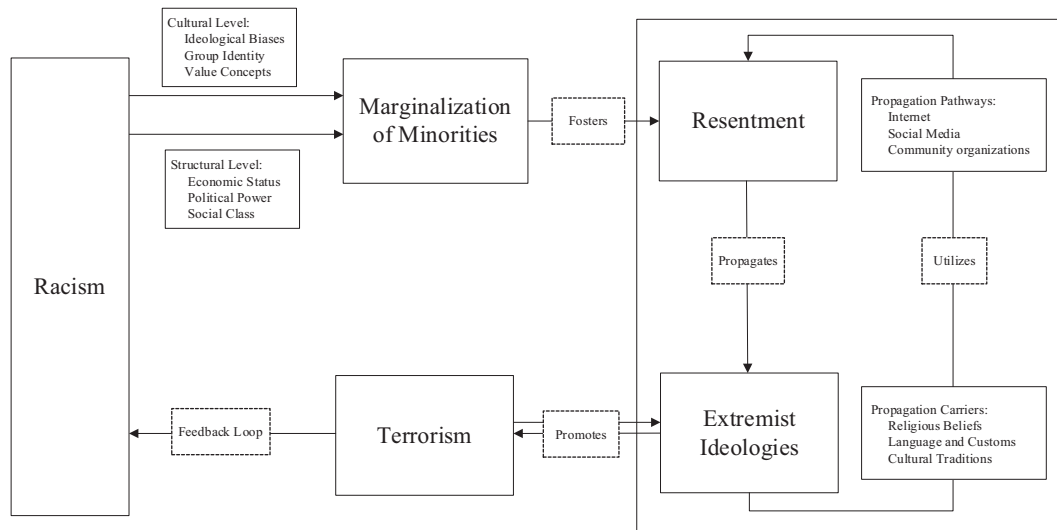 Cultural Level:
Ideological Biases
Group Identity
Value Concepts
Racism
Structural Level:
Economic Status
Political Power
Social Class
Marginalization
of Minorities
Fosters
Resentment
Propagation Pathways:
Internet
Social Media
Community organizations
Propagates
Utilizes
Feedback Loop
Terrorism
Promotes
Extremist
Ideologies
Propagation Carriers:
Religious Beliefs
Language and Customs
Cultural Traditions